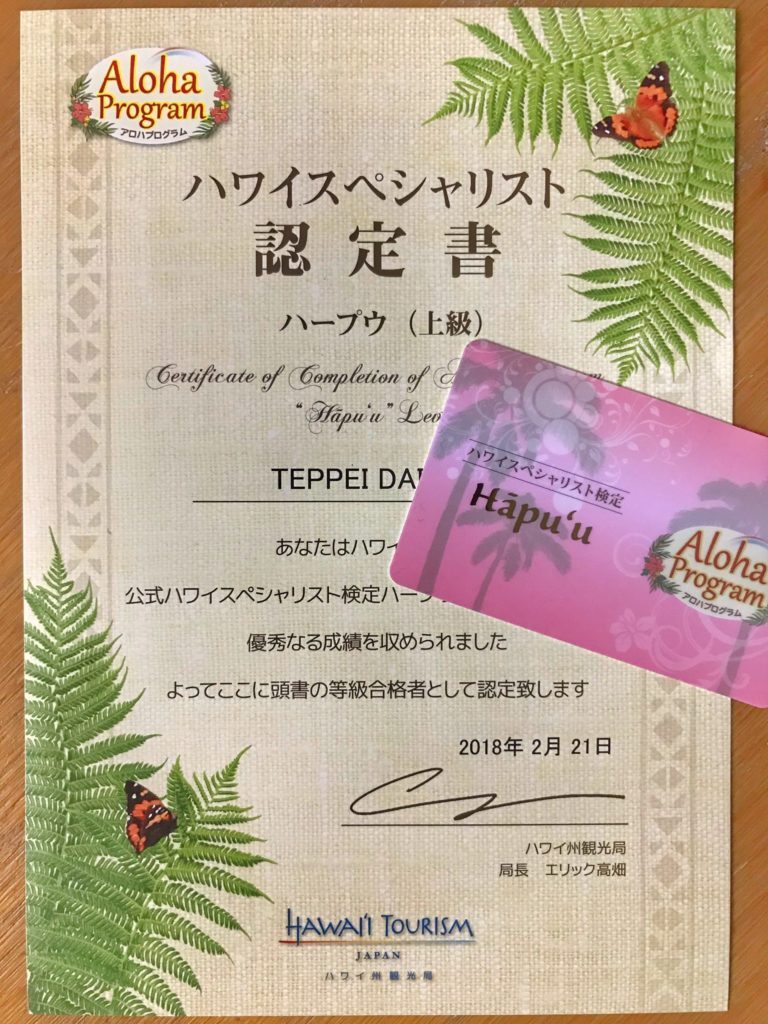 Aloha
Program
アロハプログラム
ハワイスペシャリスト
認定書
ハープウ（上級）
Certificate of Completion of
"Hāpu'u"
TEPPEI
あなたはハワイ
公式ハワイスペシャリスト検定ハープ
優秀なる成績を収められました
よってここに頭書の等級合格者として認定致します
2018年 2月 21日
ハワイ州観光局
局長　エリック高畑
HAWAI'I TOURISM
JAPAN
ハワイ州観光局
ハワイスペシャリスト検定
Hāpu'u
Aloha
Program
アロハプログラム